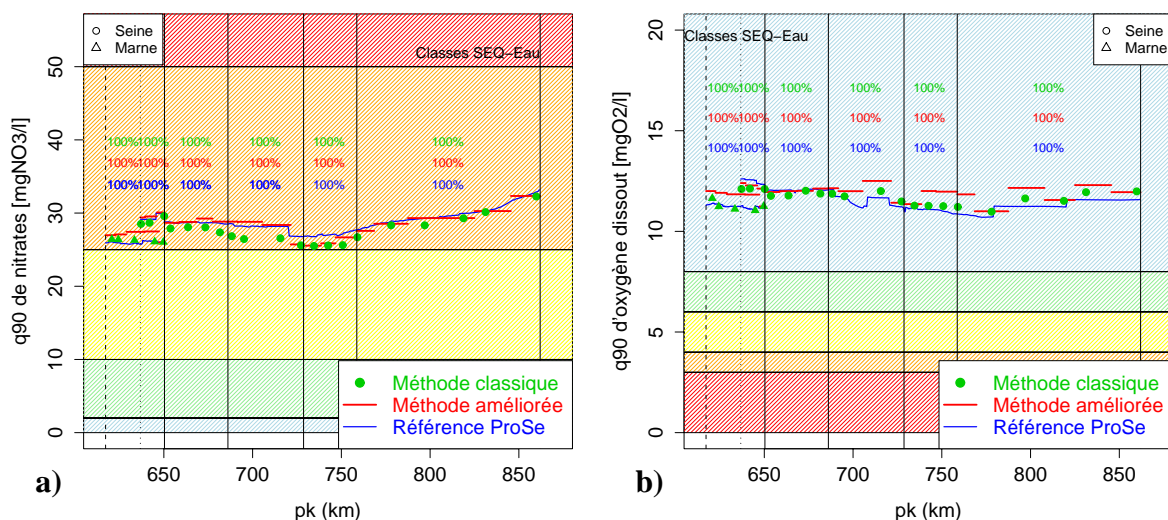 Seine
Marne
Classes SEQ−Eau
100% 100% 100% 100% 100% 100%
100% 100% 100% 100% 100% 100%
100% 100% 100% 100% 100% 100%
q90 de nitrates [mgNO3/l]
50
40
30
20
10
0
Méthode classique
Méthode améliorée
Référence ProSe
650 700 750 800 850
pk (km)
a)
Classes SEQ−Eau
Seine
Marne
100% 100% 100% 100% 100% 100%
100% 100% 100% 100% 100% 100%
100% 100% 100% 100% 100% 100%
q90 d'oxygène dissout [mgO2/l]
20
15
10
5
0
Méthode classique
Méthode améliorée
Référence ProSe
650 700 750 800 850
pk (km)
b)